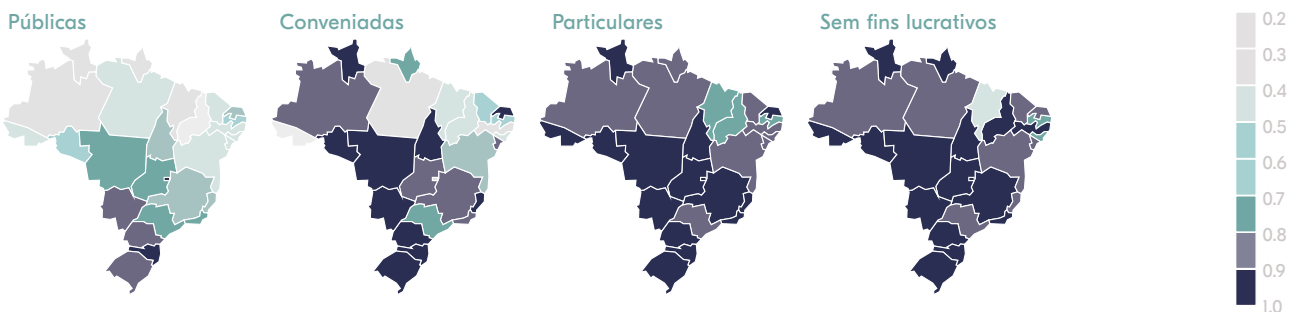 Públicas
Conveniadas
Particulares
Sem fins lucrativos
0.2
0.3
0.4
0.5
0.6
0.7
0.8
0.9
1.0